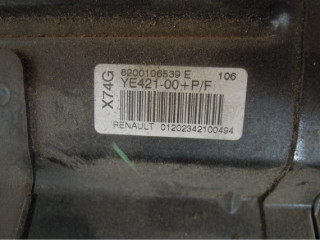 X74G
8200106539 E 106
YE421-00+P/F
RENAULT 01202342100494